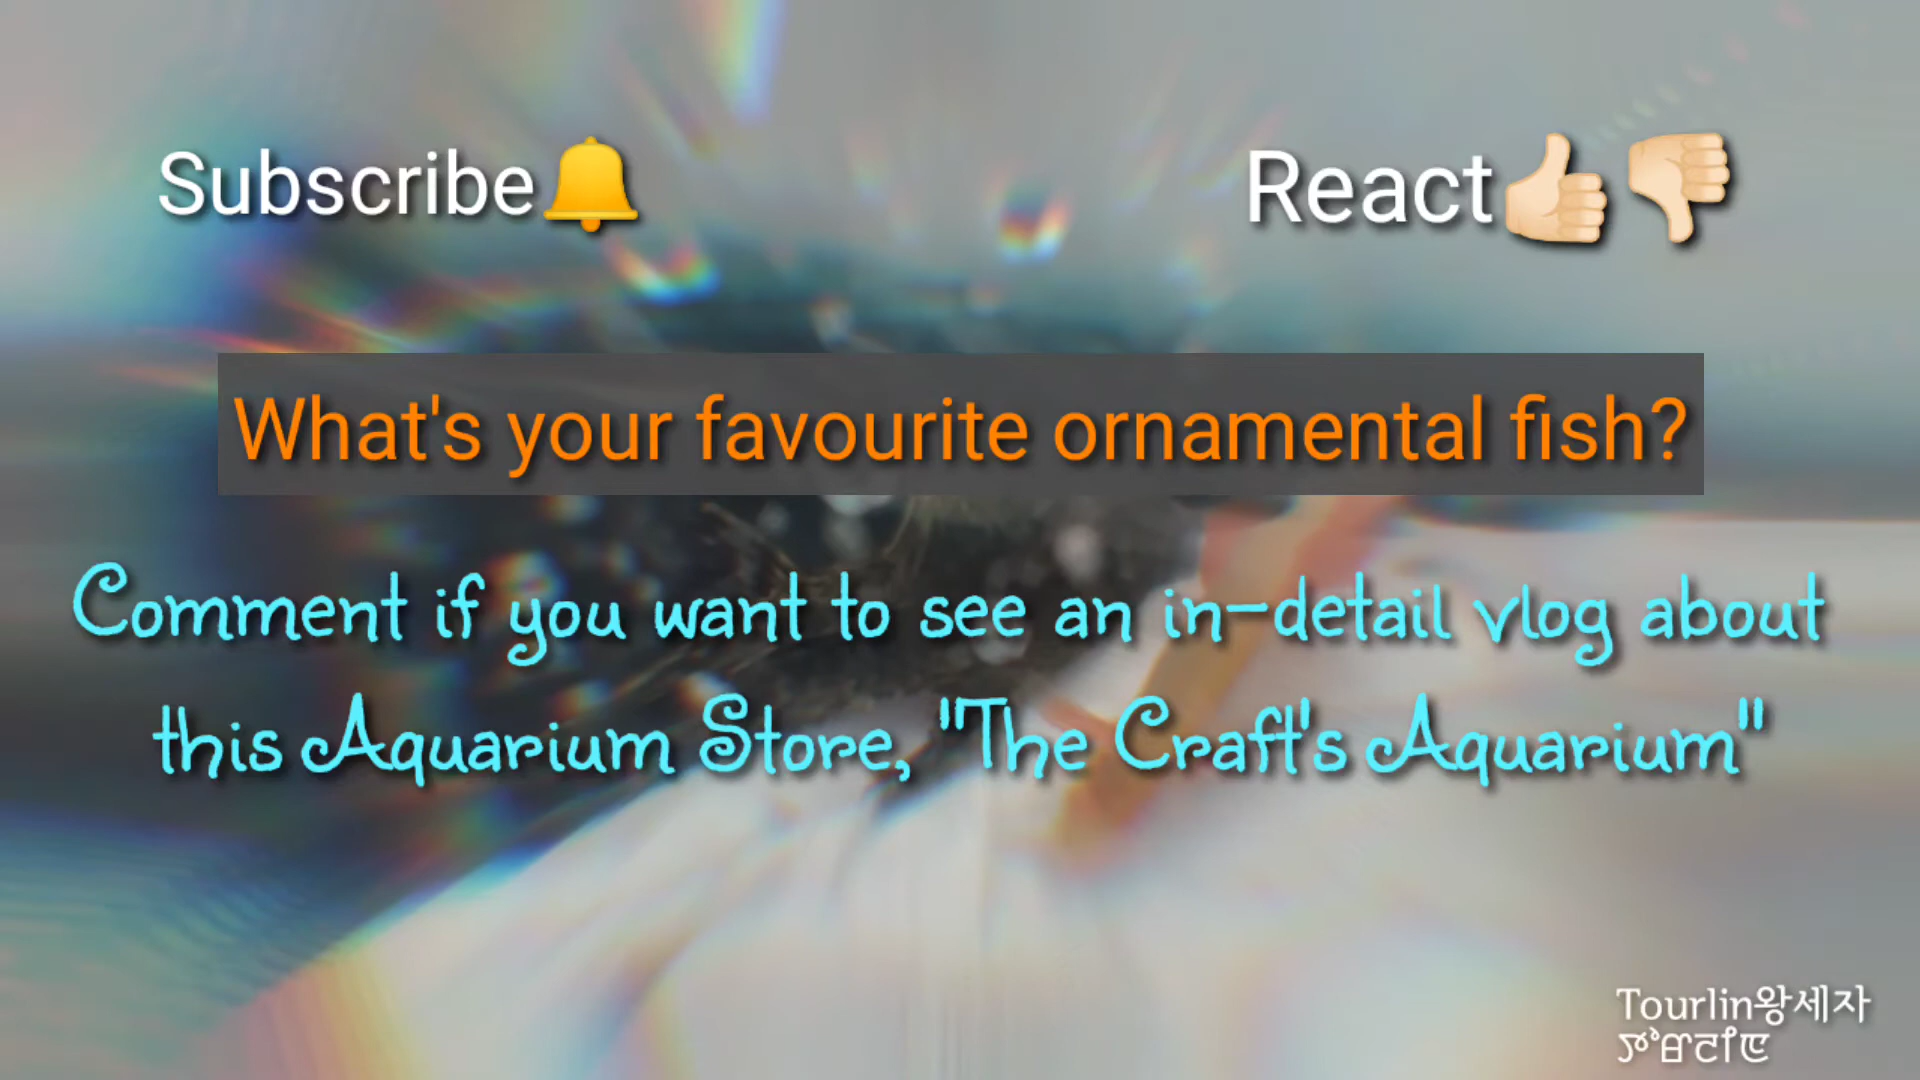 Subscribe🔔
React👍🏻👎🏻
What's your favourite ornamental fish?
Comment if you want to see an in-detail vlog about
this Aquarium Store, "The Craft's Aquarium"
Tourlin왕세자